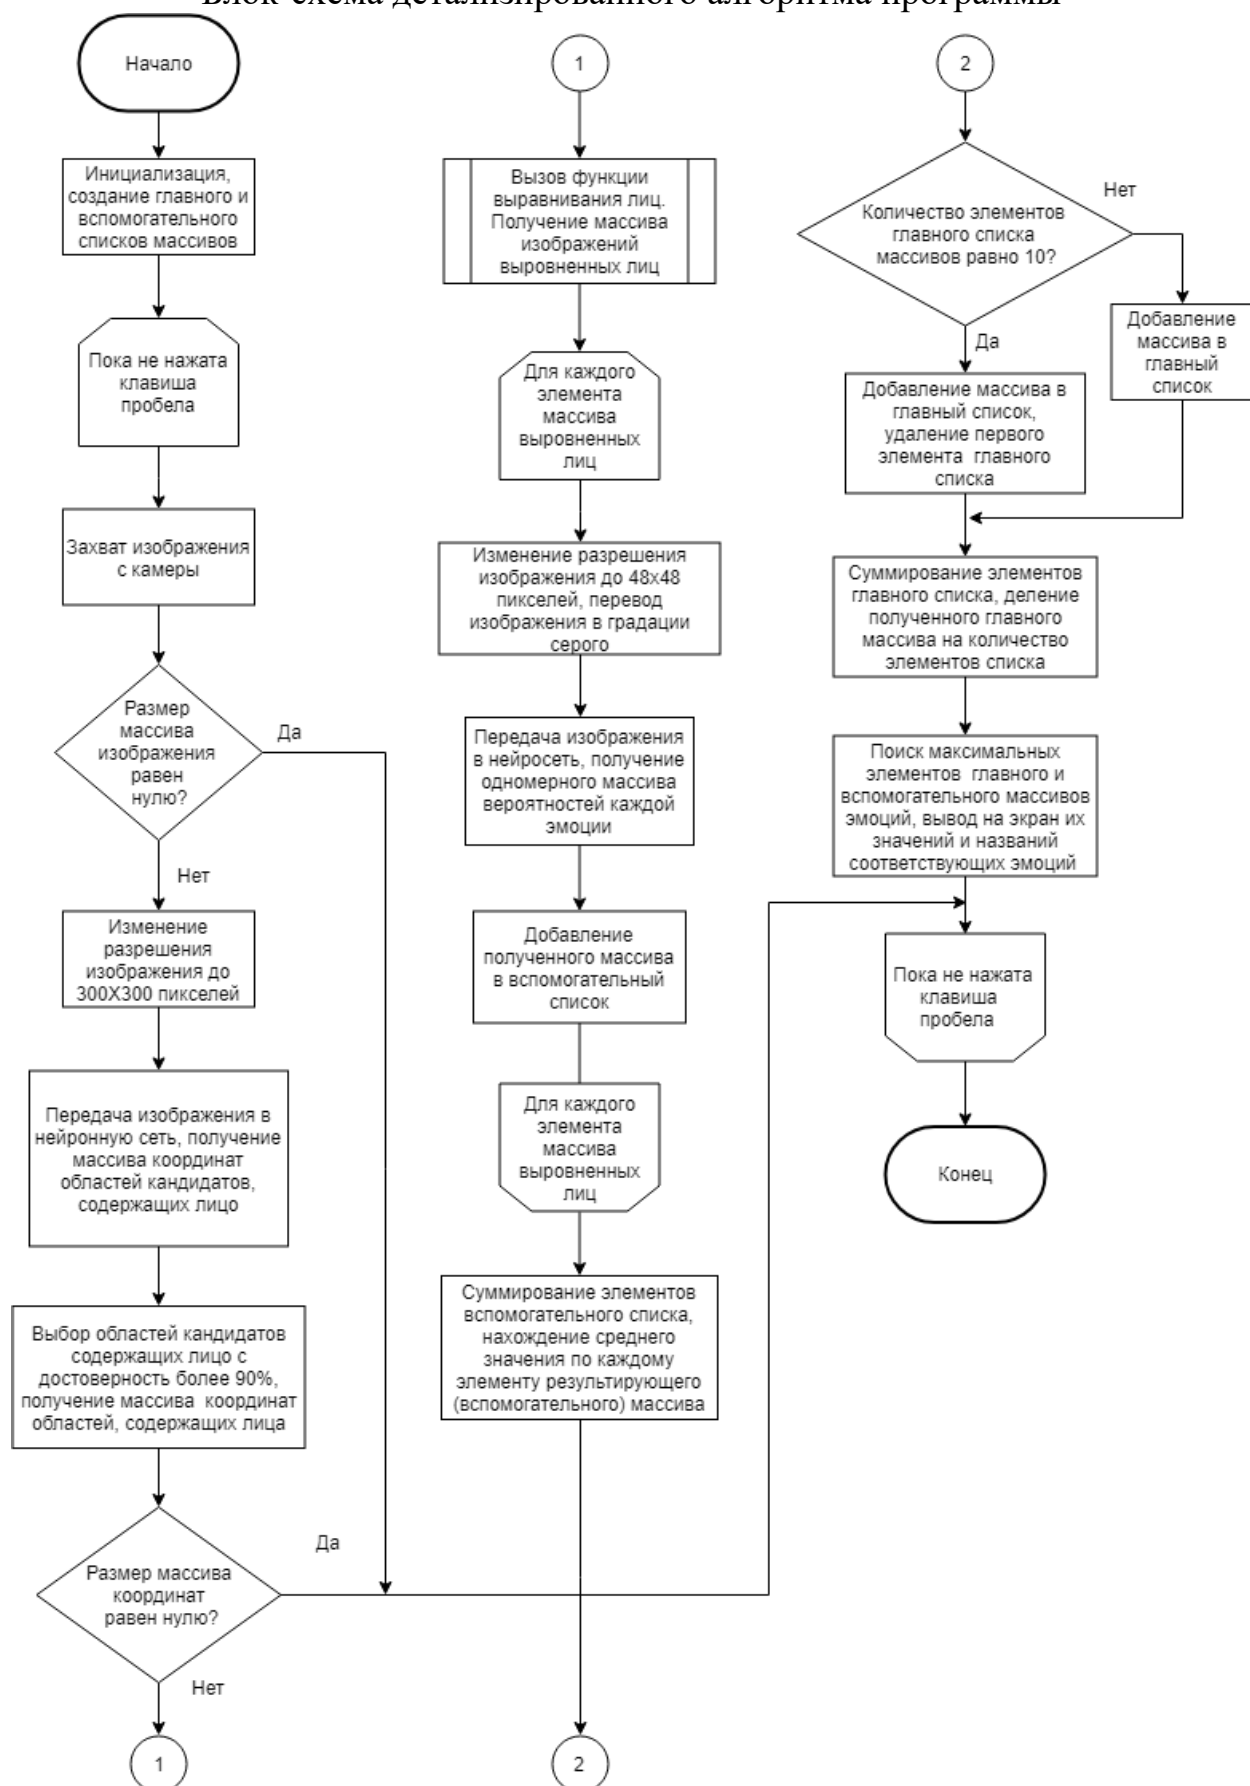 Блок-схема детализированного алгоритма программы
Начало
Инициализация,
создание главного и
вспомогательного
списков массивов
Пока не нажата
клавиша
пробела
Захват изображения
с камеры
Размер
массива
изображения
равен
нулю?
Да
Нет
Изменение
разрешения
изображения до
300X300 пикселей
Передача изображения в
нейронную сеть, получение
массива координат
областей кандидатов,
содержащих лицо
Выбор областей кандидатов
содержащих лицо с
достоверность более 90%,
получение массива координат
областей, содержащих лица
Размер массива
координат
равен нулю?
Да
Нет
1
1
Вызов функции
выравнивания лиц.
Получение массива
изображений
выровненных лиц
Для каждого
элемента
массива
выровненных
лиц
Изменение разрешения
изображения до 48x48
пикселей, перевод
изображения в градации
серого
Передача изображения
в нейросеть, получение
одномерного массива
вероятностей каждой
эмоции
Добавление
полученного массива
в вспомогательный
список
Для каждого
элемента
массива
выровненных
лиц
Суммирование элементов
вспомогательного списка,
нахождение среднего
значения по каждому
элементу результирующего
(вспомогательного) массива
2
2
Количество элементов
главного списка
массивов равно 10?
Нет
Да
Добавление
массива в
главный
список
Добавление массива в
главный список,
удаление первого
элемента главного
списка
Суммирование элементов
главного списка, деление
полученного главного
массива на количество
элементов списка
Поиск максимальных
элементов главного и
вспомогательного массивов
эмоций, вывод на экран их
значений и названий
соответствующих эмоций
Пока не нажата
клавиша
пробела
Конец